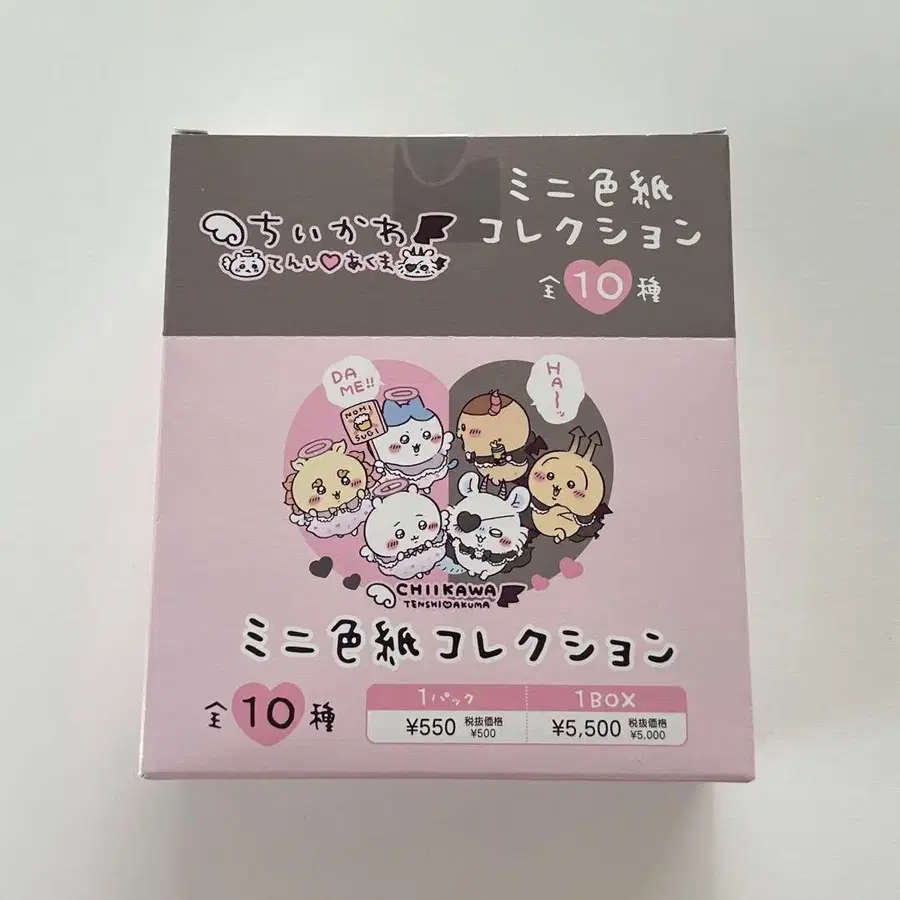 ちいかわ
てんし♡あくま
ミニ色紙
コレクション
全10種
DA
ME!!
NOMI
SUGI
HA〜ッ
CHIIKAWA
TENSHI♡AKUMA
ミニ色紙コレクション
全10種
1パック
¥550 税抜価格 ¥500
1BOX
¥5,500 税抜価格 ¥5,000